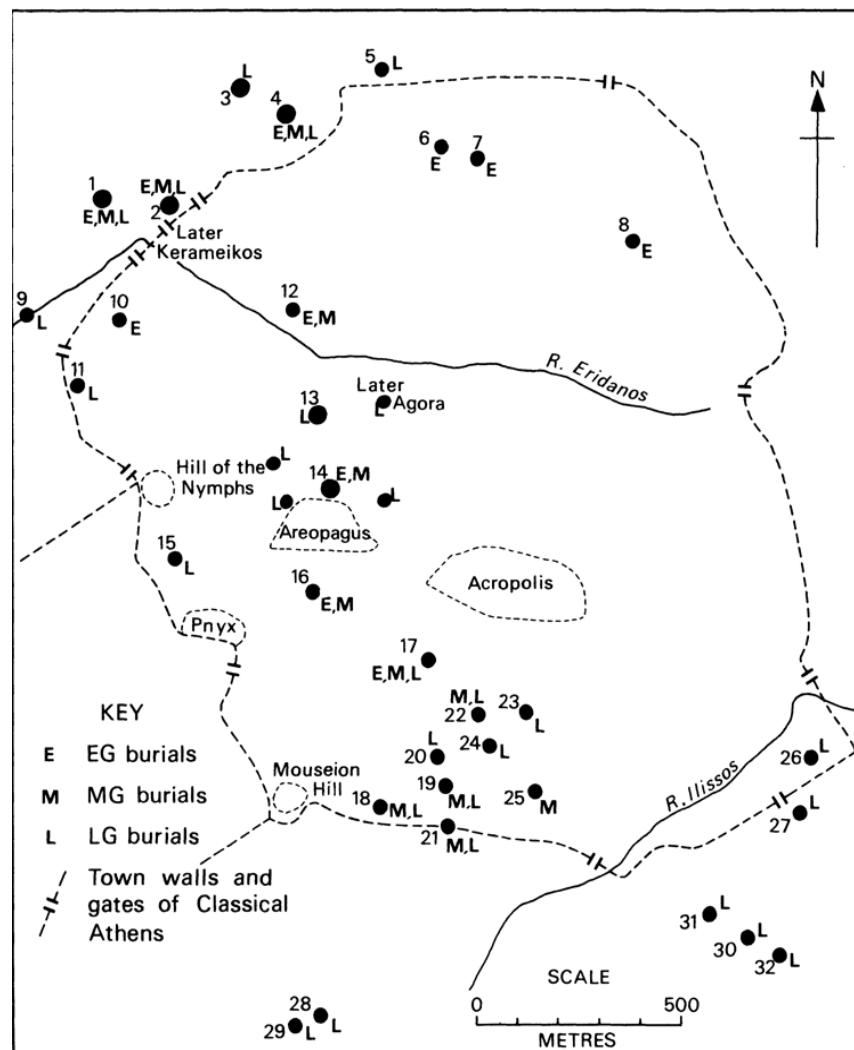 5 L
N
L
3
4
E,M,L
6
E
7
E
1
E,M,L
E,M,L
2
Later
Kerameikos
8
E
9
L
10
E
12
E,M
R. Eridanos
11
L
13
L
Later
Agora
L
L
Hill of the
Nymphs
14 E,M
L
L
Areopagus
15
L
16
E,M
Acropolis
Pnyx
17
E,M,L
M,L
22
23
L
L
20
24 L
19
M,L
25 M
Mouseion
Hill
18
M,L
21
M,L
R. Ilissos
26 L
27 L
KEY
E EG burials
M MG burials
L LG burials
Town walls and
gates of Classical
Athens
31 L
30 L
32 L
28
L
29 L
SCALE
0 500
METRES